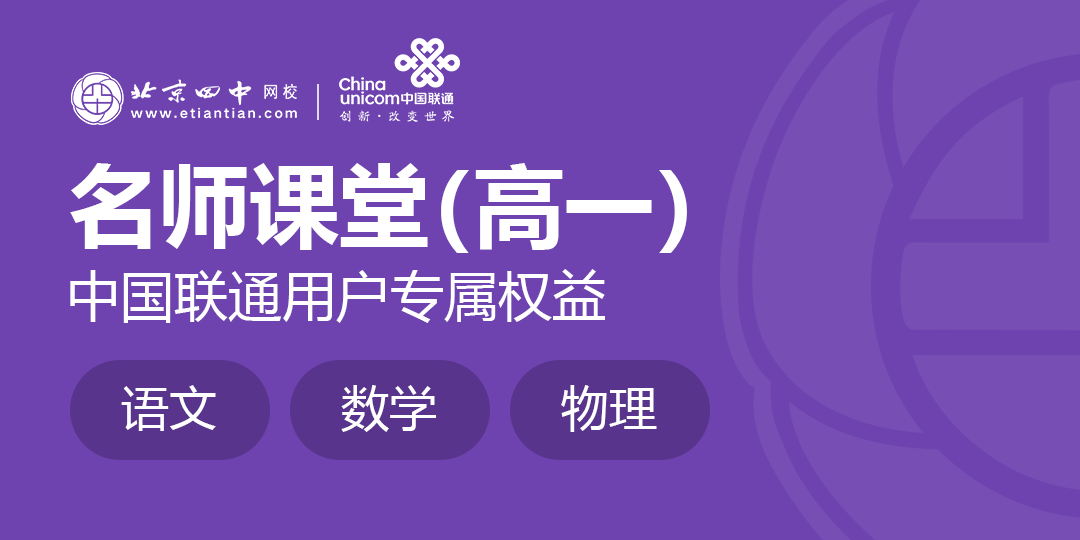 北京四中网校
www.etiantian.com
China
unicom中国联通
创新·改变世界
名师课堂(高一)
中国联通用户专属权益
语文 数学 物理